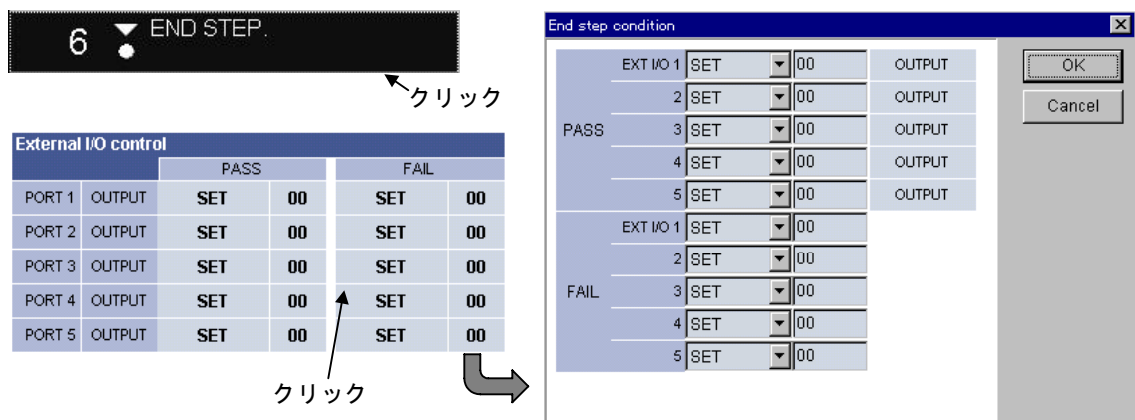 6 END STEP.
クリック
External I/O control
PASS FAIL
PORT 1 OUTPUT SET 00 SET 00
PORT 2 OUTPUT SET 00 SET 00
PORT 3 OUTPUT SET 00 SET 00
PORT 4 OUTPUT SET 00 SET 00
PORT 5 OUTPUT SET 00 SET 00
クリック
End step condition
EXT I/O 1 SET 00 OUTPUT
2 SET 00 OUTPUT
PASS 3 SET 00 OUTPUT
4 SET 00 OUTPUT
5 SET 00 OUTPUT
EXT I/O 1 SET 00
2 SET 00
FAIL 3 SET 00
4 SET 00
5 SET 00
OK
Cancel